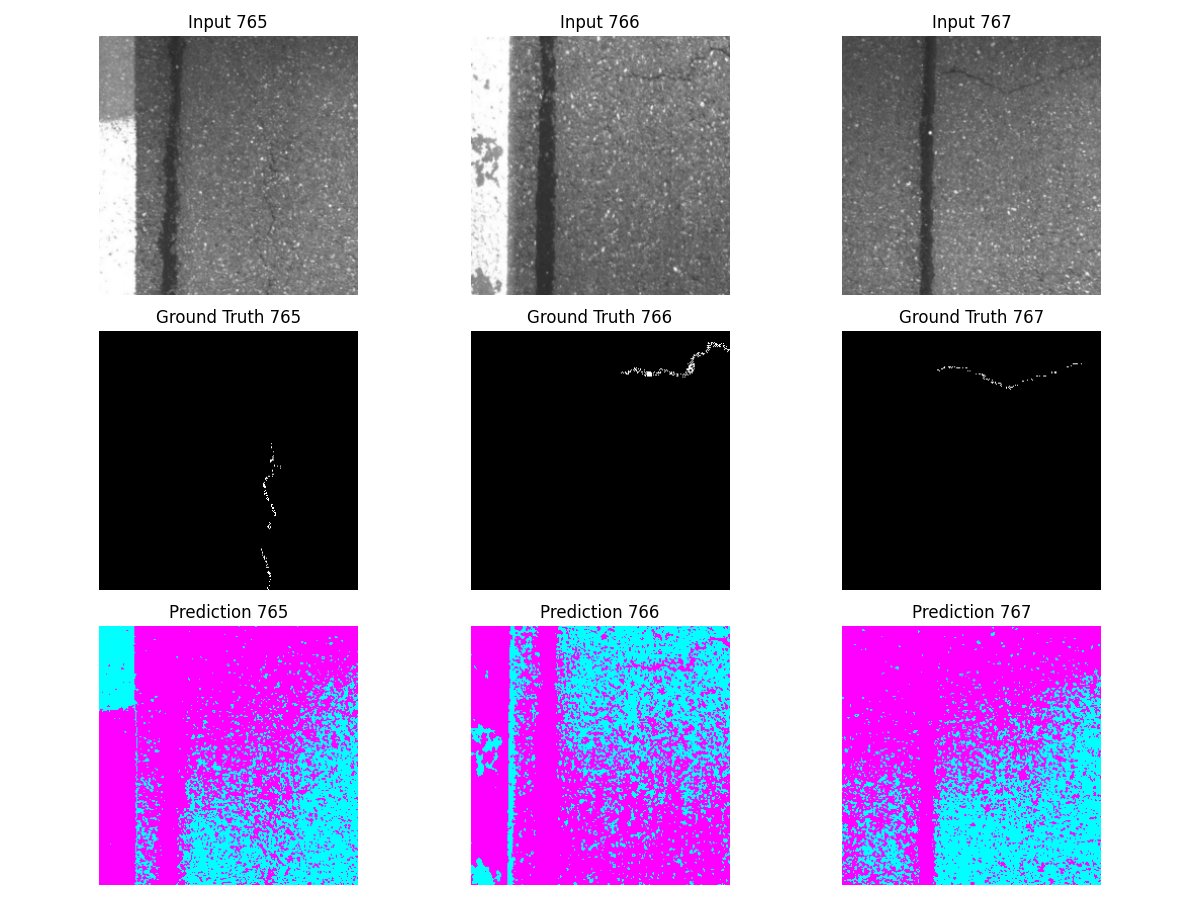 Input 765
Input 766
Input 767
Ground Truth 765
Ground Truth 766
Ground Truth 767
Prediction 765
Prediction 766
Prediction 767